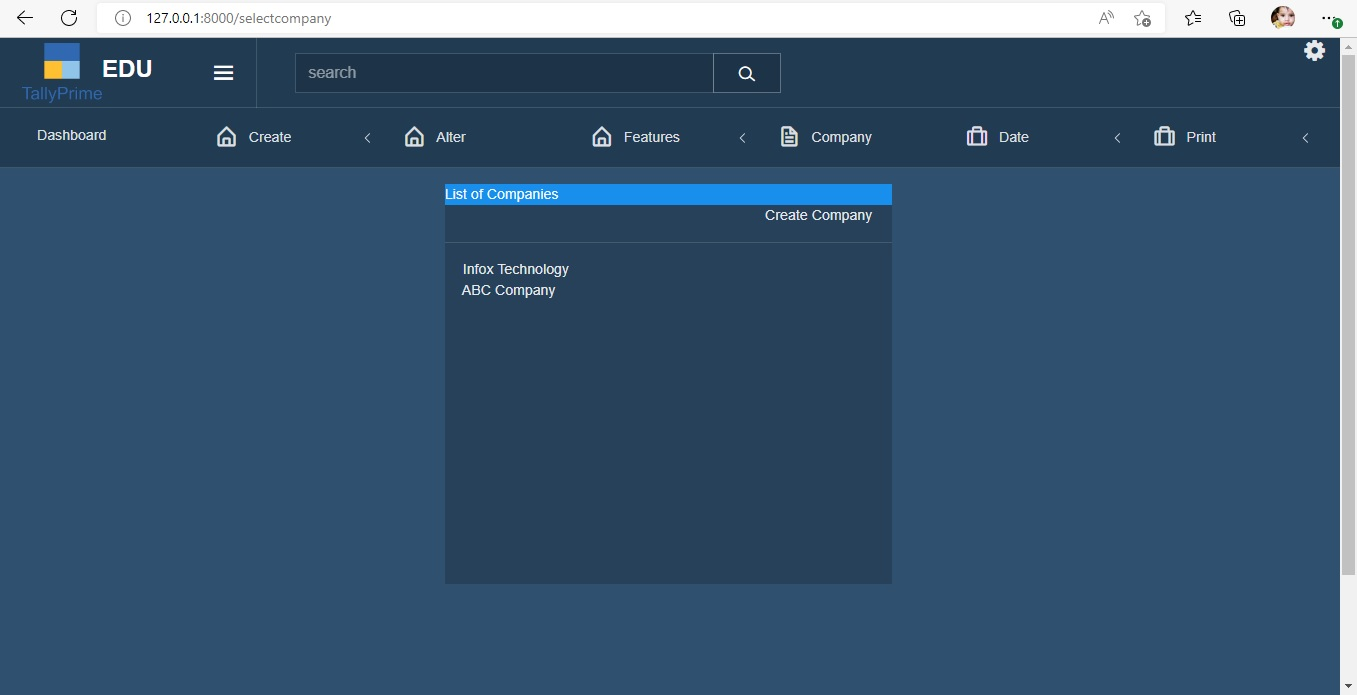 127.0.0.1:8000/selectcompany
EDU
TallyPrime
search
Dashboard
Create
Alter
Features
Company
Date
Print
List of Companies
Create Company
Infox Technology
ABC Company